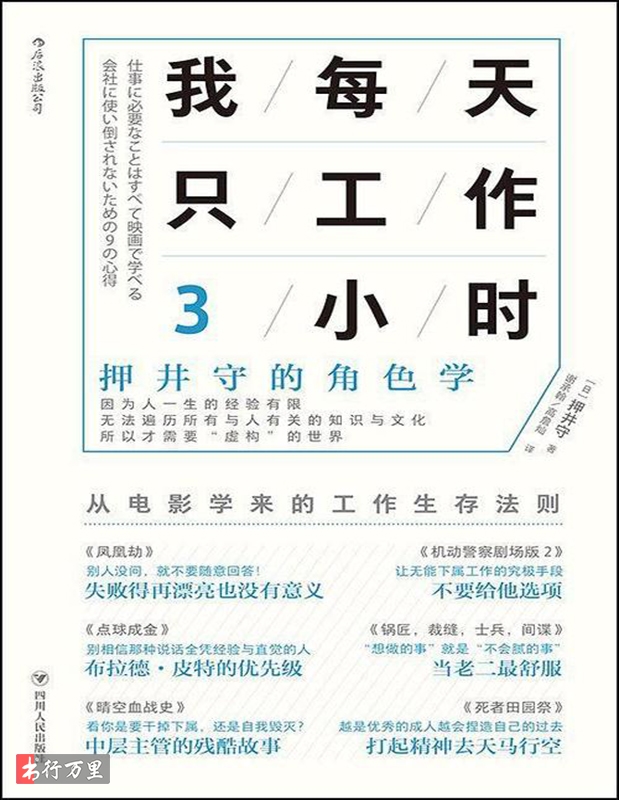 后浪出版公司
仕事に必要なことはすべて映画で学べる
会社に使い倒されないための9の心得
我/每/天
只/工/作
3/小/时
押井守的角色学
因为人一生的经验有限
无法遍历所有与人有关的知识与文化
所以才需要“虚构”的世界
〔日〕押井守 著
谢承翰/高詹灿 译
从电影学来的工作生存法则
《凤凰劫》
别人没问，就不要随意回答！
失败得再漂亮也没有意义
《机动警察剧场版2》
让无能下属工作的究极手段
不要给他选项
《点球成金》
别相信那种说话全凭经验与直觉的人
布拉德·皮特的优先级
《锅匠，裁缝，士兵，间谍》
“想做的事”就是“不会腻的事”
当老二最舒服
《晴空血战史》
看你是要干掉下属，还是自我毁灭？
中层主管的残酷故事
《死者田园祭》
越是优秀的成人越会捏造自己的过去
打起精神去天马行空
四川人民出版
书行万里